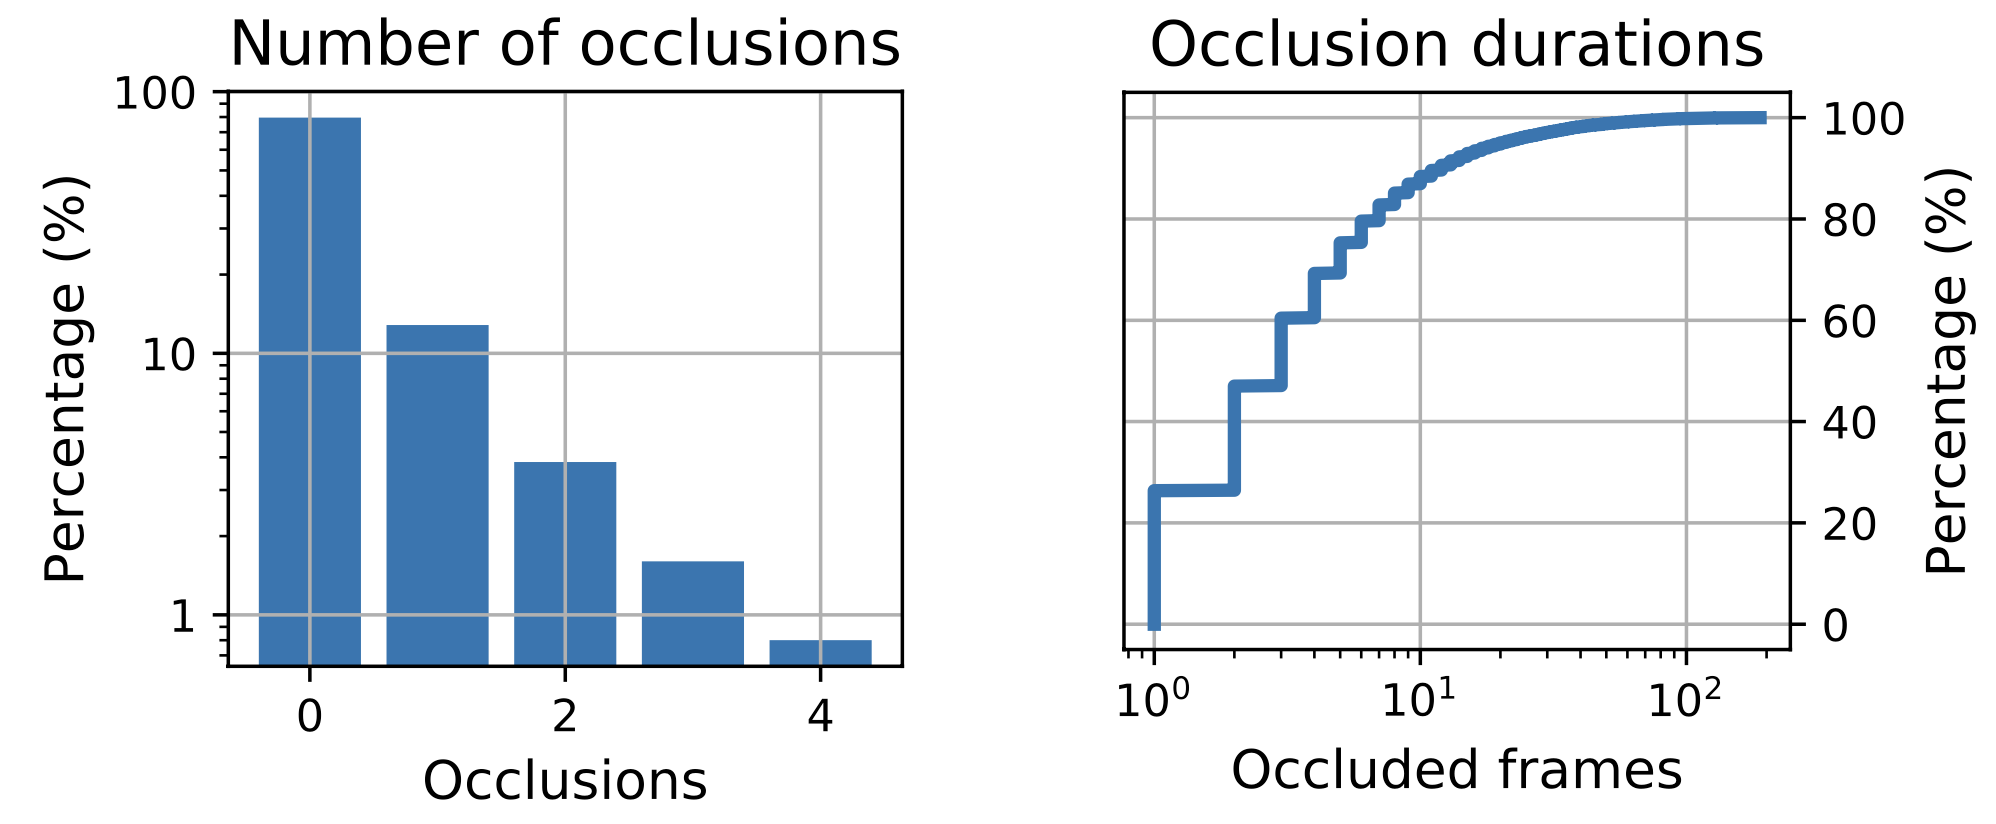 Number of occlusions
100
10
1
Percentage (%)
0 2 4
Occlusions
Occlusion durations
100
80
60
40
20
0
Percentage (%)
10⁰ 10¹ 10²
Occluded frames